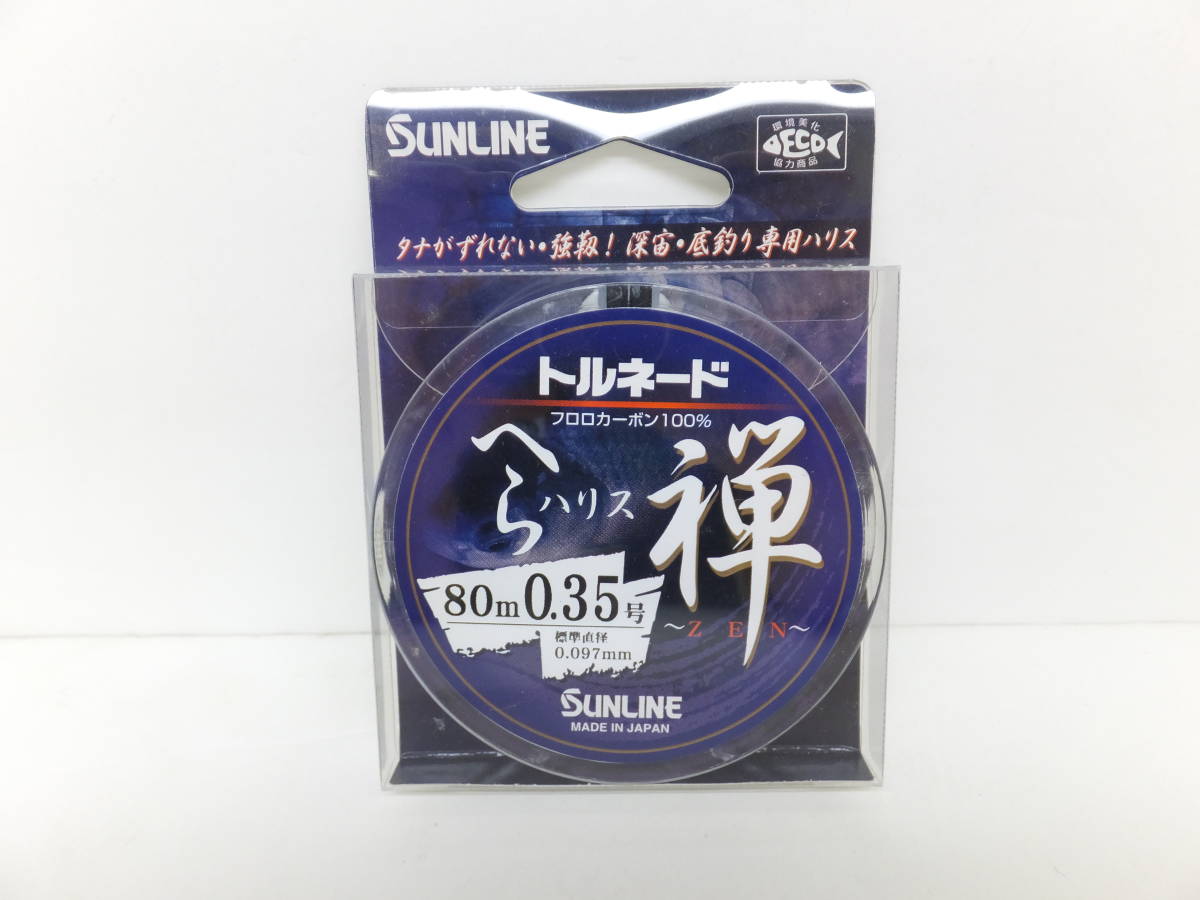 SUNLINE
環境美化
ECO
協力商品
タナがずれない・強靱！ 深宙・底釣り専用ハリス
トルネード
フロロカーボン100%
へらハリス 禅
～ZEN～
80m 0.35号
標準直径
0.097mm
SUNLINE
MADE IN JAPAN